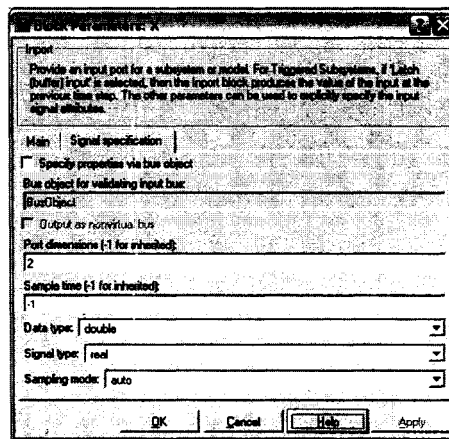 Block Parameters: X
Inport
Provide an input port for a subsystem or model. For Triggered Subsystems, if 'Latch
(buffer) input' is selected, then the Inport block produces the value of the input at the
previous time step. The other parameters can be used to explicitly specify the input
signal attributes.
Main Signal specification
Specify properties via bus object
Bus object for validating input bus:
BusObject
Output as nonvirtual bus
Port dimensions (-1 for inherited):
2
Sample time (-1 for inherited):
-1
Data type: double
Signal type: real
Sampling mode: auto
OK Cancel Help Apply